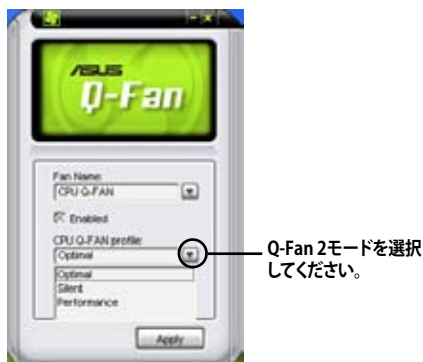 ASUS
Q-Fan
Fan Name:
CPU Q-FAN
Enabled
CPU Q-FAN profile:
Optimal
Optimal
Silent
Performance
Apply
Q-Fan 2モードを選択
してください。